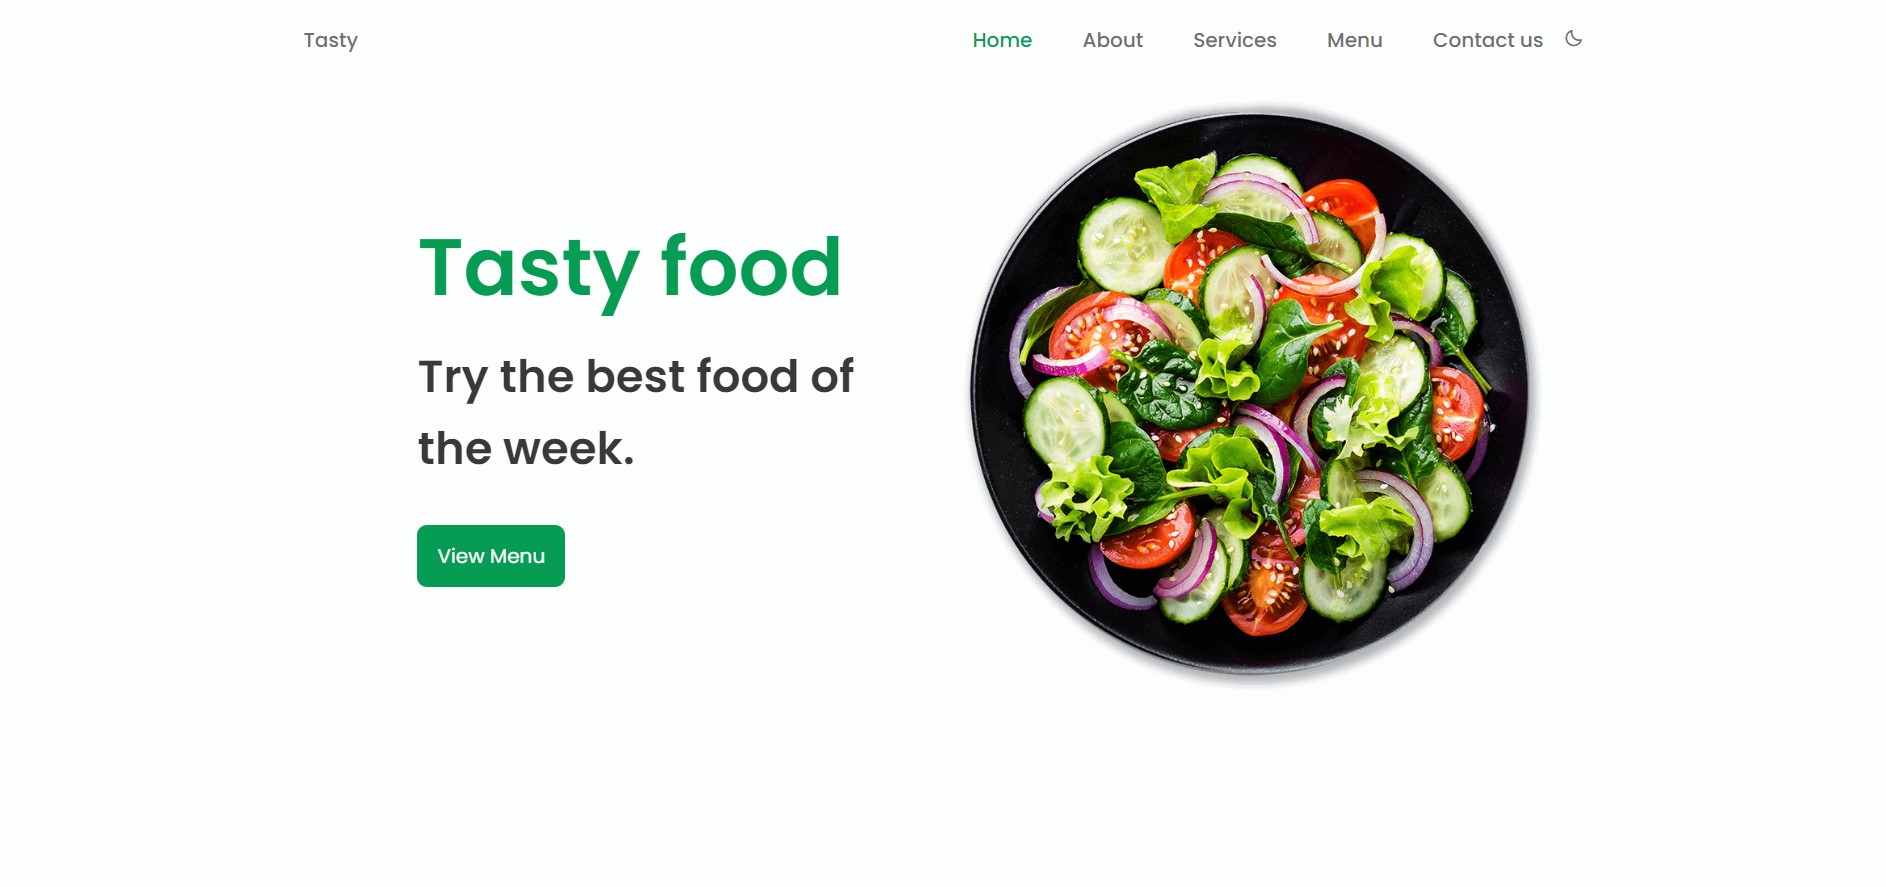 Tasty
Home About Services Menu Contact us
Tasty food
Try the best food of
the week.
View Menu